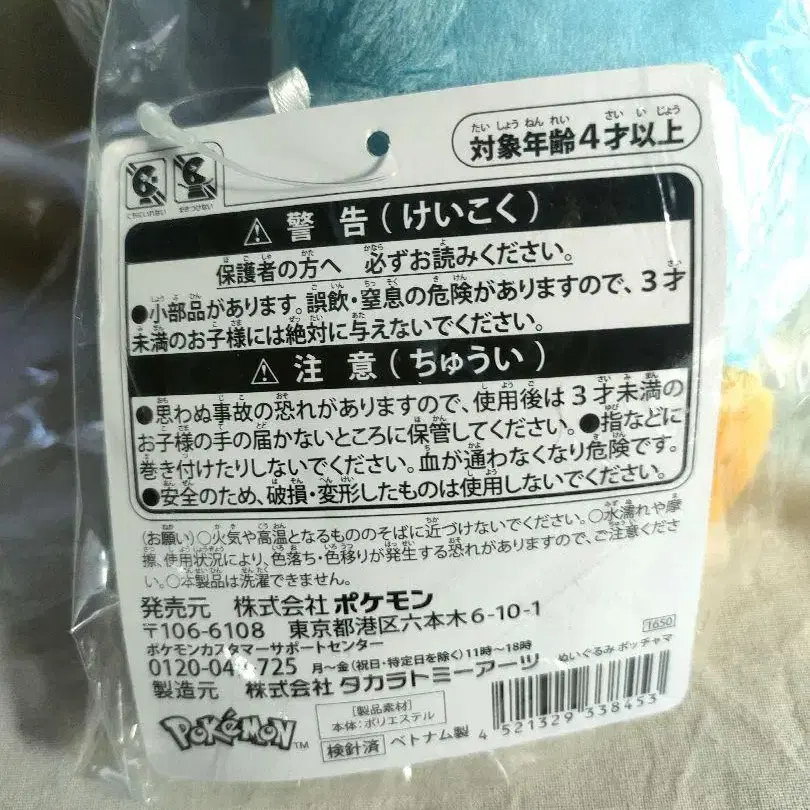 対象年齢4才以上
くちにいれない
警告(けいこく)
保護者の方へ 必ずお読みください。
●小部品があります。誤飲・窒息の危険がありますので、3才
未満のお子様には絶対に与えないでください。
注意(ちゅうい)
●思わぬ事故の恐れがありますので、使用後は3才未満の
お子様の手の届かないところに保管してください。●指などに
巻き付けたりしないでください。血が通わなくなり危険です。
●安全のため、破損・変形したものは使用しないでください。
(お願い)○火気や高温となるもののそばに近づけないでください。○水濡れや摩
擦、使用状況により、色落ち・色移りが発生する恐れがありますので、ご注意くださ
い。○本製品は洗濯できません。
発売元 株式会社ポケモン
〒106-6108 東京都港区六本木6-10-1
ポケモンカスタマーサポートセンター
0120-04 -725 月~金(祝日・特定日を除く)11時~18時
製造元 株式会社タカラトミーアーツ
1650
ぬいぐるみ ポッチャマ
POKéMON TM
[製品素材]
本体:ポリエステル
検針済 ベトナム製
4 521329 338453